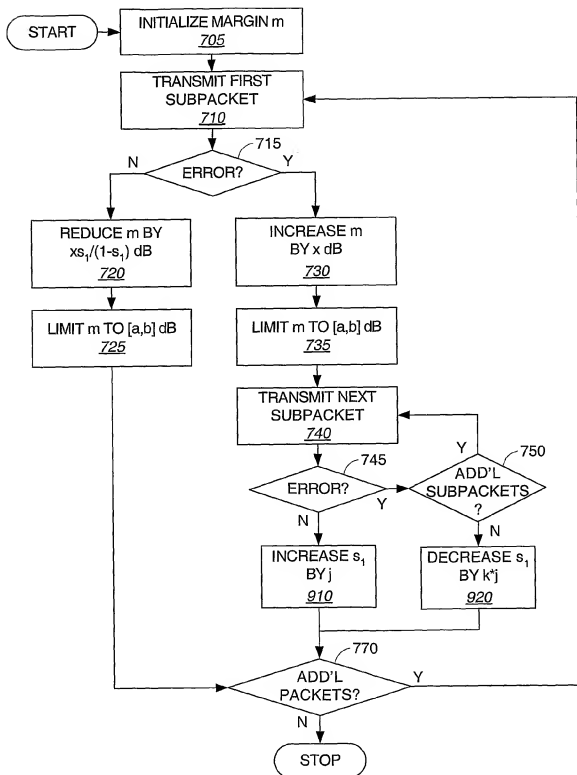 START
INITIALIZE MARGIN m
705
TRANSMIT FIRST
SUBPACKET
710
715
N
Y
ERROR?
REDUCE m BY
xs₁/(1-s₁) dB
720
INCREASE m
BY x dB
730
LIMIT m TO [a,b] dB
725
LIMIT m TO [a,b] dB
735
TRANSMIT NEXT
SUBPACKET
740
745
Y
750
ERROR?
Y
ADD'L
SUBPACKETS
?
N
N
INCREASE s₁
BY j
910
DECREASE s₁
BY k*j
920
770
ADD'L
PACKETS?
Y
N
STOP